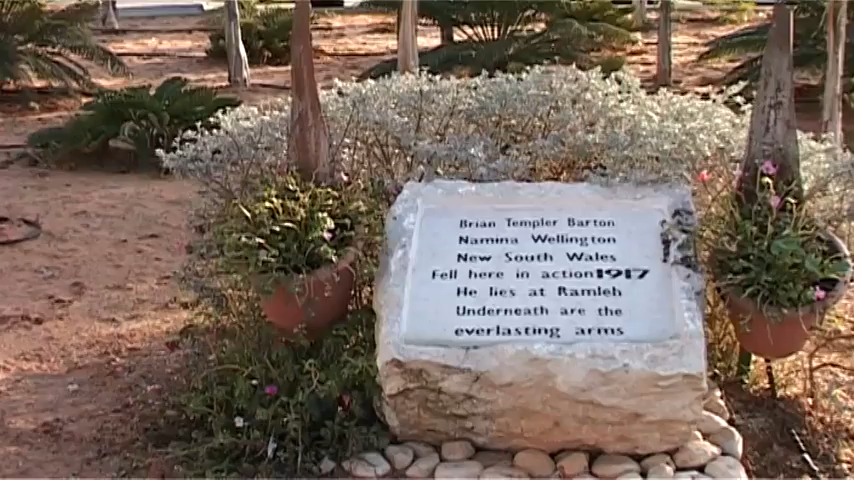 Brian Templer Barton
Namina Wellington
New South Wales
Fell here in action 1917
He lies at Ramleh
Underneath are the
everlasting arms